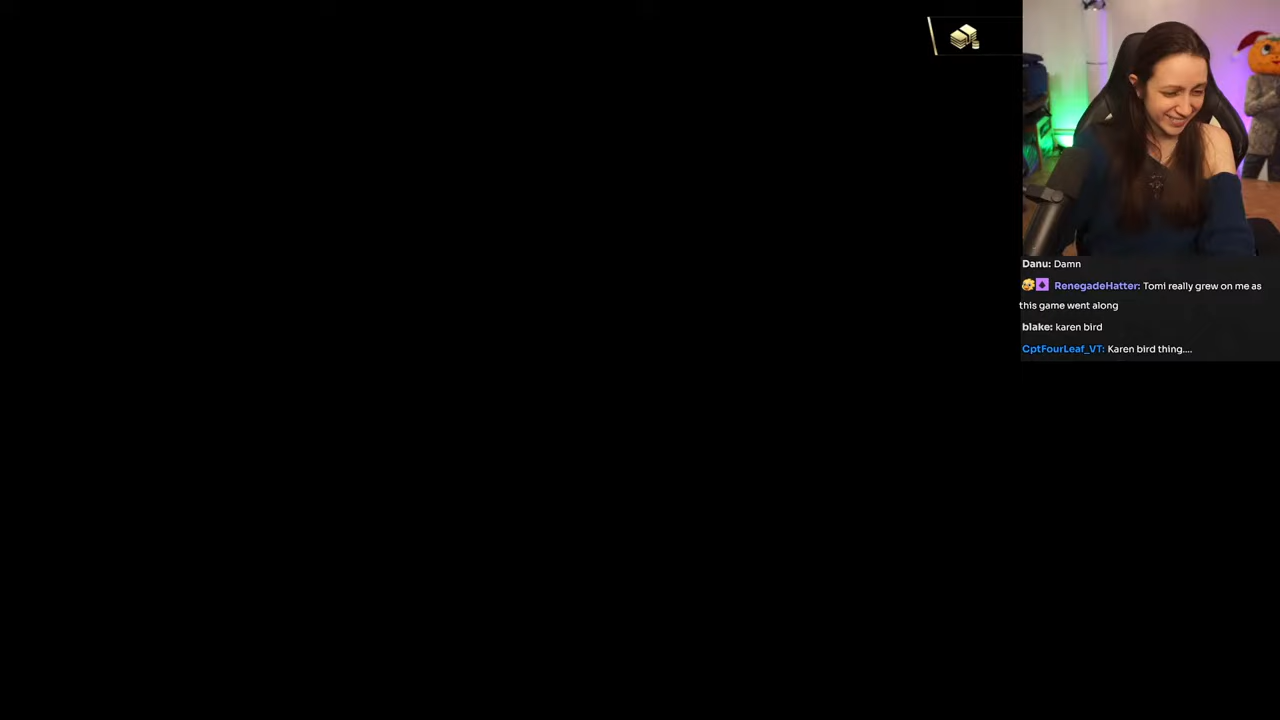 Danu: Damn
RenegadeHatter: Tomi really grew on me as
this game went along
blake: karen bird
CptFourLeaf_VT: Karen bird thing....